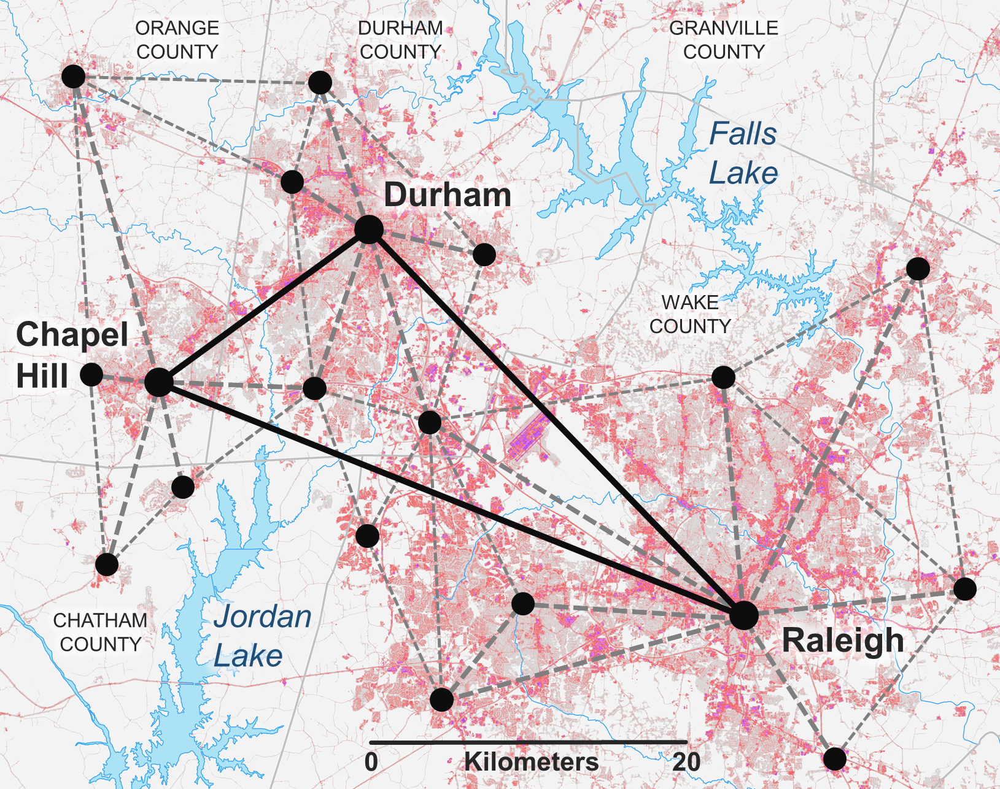 ORANGE
COUNTY
DURHAM
COUNTY
GRANVILLE
COUNTY
Falls
Lake
Durham
WAKE
COUNTY
Chapel
Hill
CHATHAM
COUNTY
Jordan
Lake
Raleigh
0 Kilometers 20